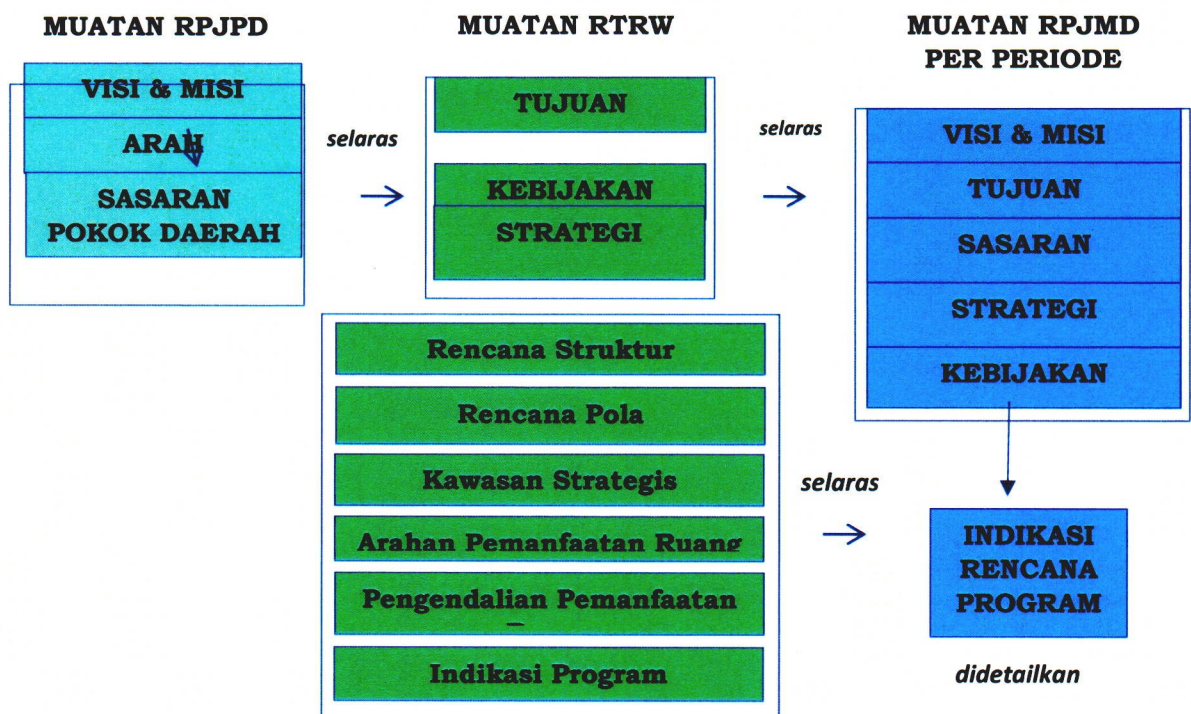 MUATAN RPJPD
VISI & MISI
ARAH
SASARAN
POKOK DAERAH
selaras
MUATAN RTRW
TUJUAN
KEBIJAKAN
STRATEGI
Rencana Struktur
Rencana Pola
Kawasan Strategis
Arahan Pemanfaatan Ruang
Pengendalian Pemanfaatan
Indikasi Program
selaras
selaras
MUATAN RPJMD
PER PERIODE
VISI & MISI
TUJUAN
SASARAN
STRATEGI
KEBIJAKAN
INDIKASI
RENCANA
PROGRAM
didetailkan